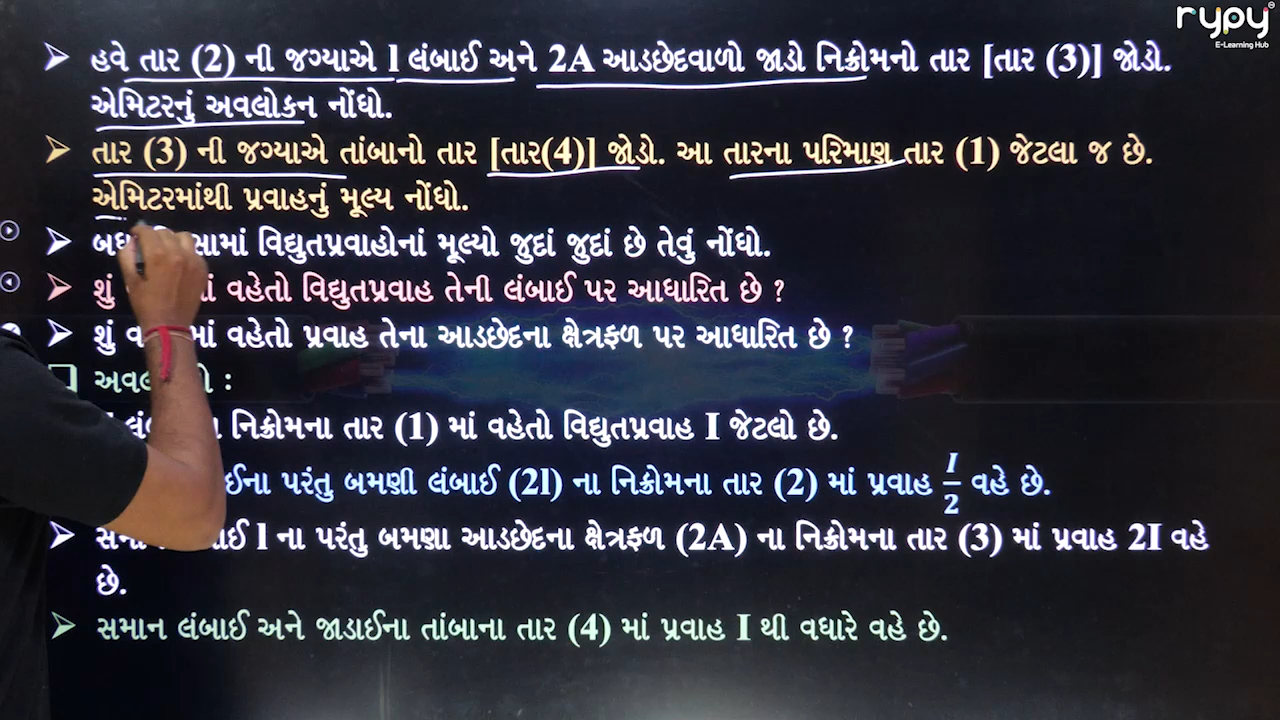 rypy
E-Learning Hub
➢ હવે તાર (2) ની જગ્યાએ l લંબાઈ અને 2A આડછેદવાળો જાડો નિક્રોમનો તાર [તાર (3)] જોડો.
એમિટરનું અવલોકન નોંધો.
➢ તાર (3) ની જગ્યાએ તાંબાનો તાર [તાર(4)] જોડો. આ તારના પરિમાણ તાર (1) જેટલા જ છે.
એમિટરમાંથી પ્રવાહનું મૂલ્ય નોંધો.
➢ વિદ્યુતપ્રવાહોનાં મૂલ્યો જુદાં જુદાં છે તેવું નોંધો.
➢ શું વહેતો વિદ્યુતપ્રવાહ તેની લંબાઈ પર આધારિત છે ?
➢ શું વહેતો પ્રવાહ તેના આડછેદના ક્ષેત્રફળ પર આધારિત છે ?
❑ :
નિક્રોમના તાર (1) માં વહેતો વિદ્યુતપ્રવાહ I જેટલો છે.
પરંતુ બમણી લંબાઈ (2l) ના નિક્રોમના તાર (2) માં પ્રવાહ I/2 વહે છે.
➢ l ના પરંતુ બમણા આડછેદના ક્ષેત્રફળ (2A) ના નિક્રોમના તાર (3) માં પ્રવાહ 2I વહે
છે.
➢ સમાન લંબાઈ અને જાડાઈના તાંબાના તાર (4) માં પ્રવાહ I થી વધારે વહે છે.